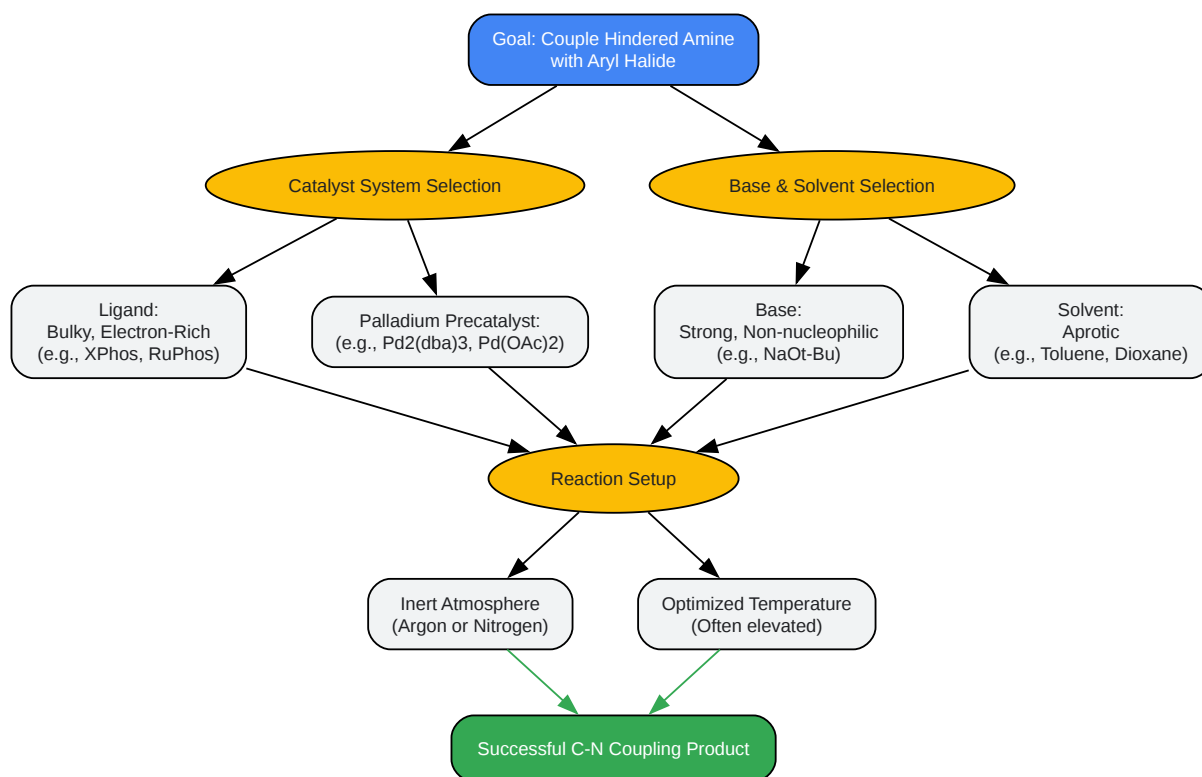 Goal: Couple Hindered Amine
with Aryl Halide
Catalyst System Selection
Base & Solvent Selection
Ligand:
Bulky, Electron-Rich
(e.g., XPhos, RuPhos)
Palladium Precatalyst:
(e.g., Pd2(dba)3, Pd(OAc)2)
Base:
Strong, Non-nucleophilic
(e.g., NaOt-Bu)
Solvent:
Aprotic
(e.g., Toluene, Dioxane)
Reaction Setup
Inert Atmosphere
(Argon or Nitrogen)
Optimized Temperature
(Often elevated)
Successful C-N Coupling Product